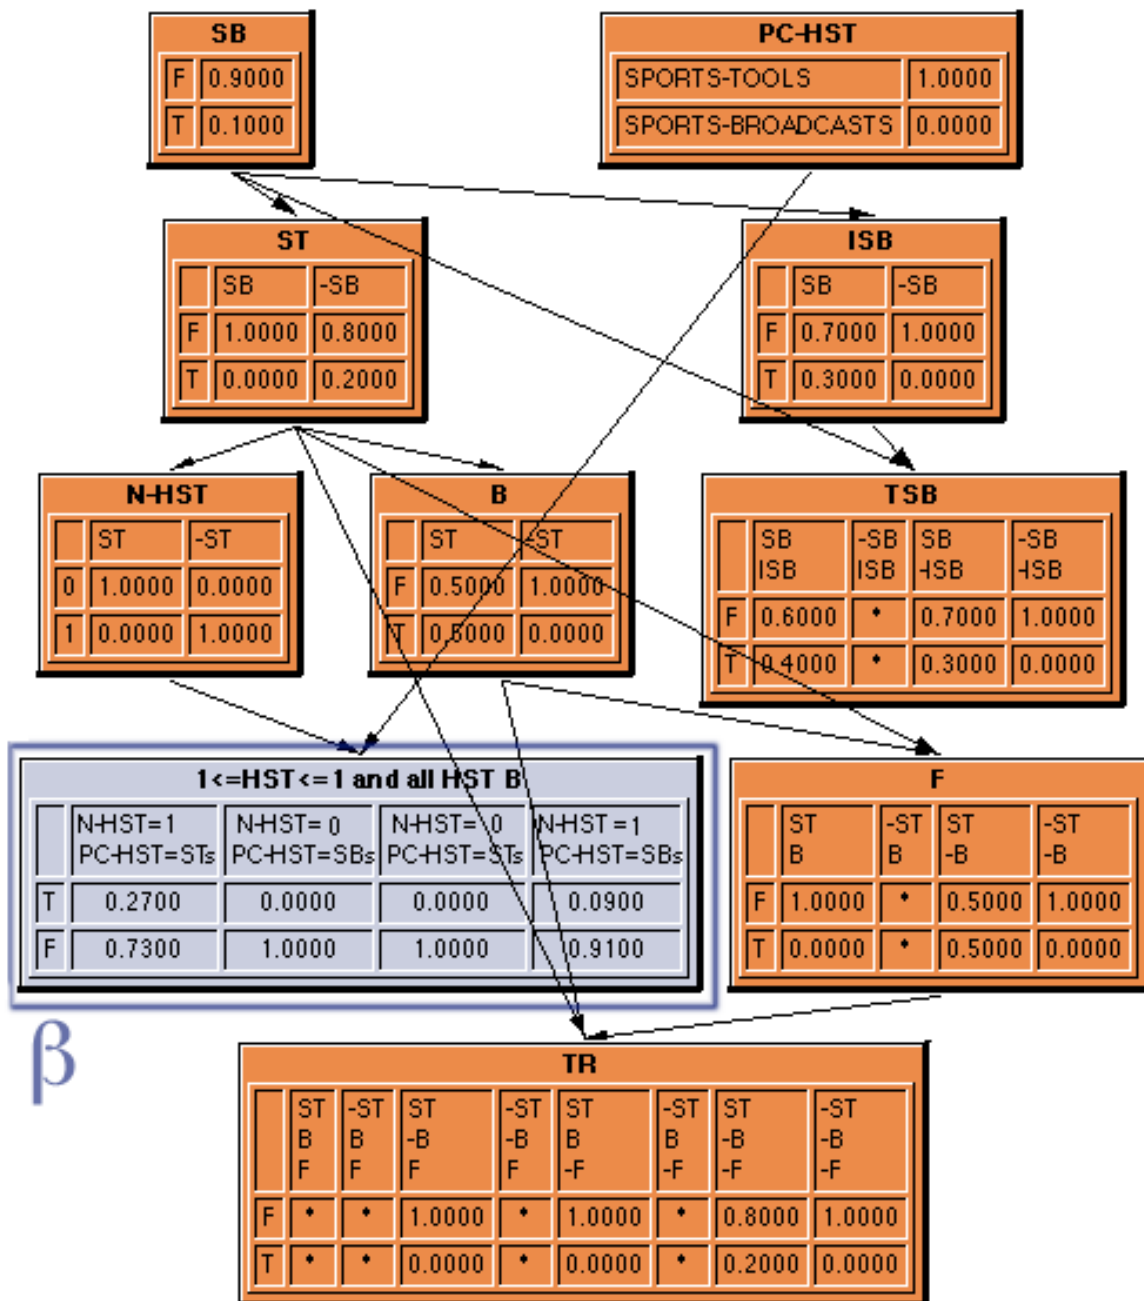 SB
F 0.9000
T 0.1000
PC-HST
SPORTS-TOOLS 1.0000
SPORTS-BROADCASTS 0.0000
ST
SB -SB
F 1.0000 0.8000
T 0.0000 0.2000
ISB
SB -SB
F 0.7000 1.0000
T 0.3000 0.0000
N-HST
ST -ST
0 1.0000 0.0000
1 0.0000 1.0000
B
ST -ST
F 0.5000 1.0000
T 0.5000 0.0000
TSB
SB -SB SB -SB
ISB ISB -ISB -ISB
F 0.6000 * 0.7000 1.0000
T 0.4000 * 0.3000 0.0000
1<=HST<=1 and all HST B
N-HST=1 N-HST= 0 N-HST= 0 N-HST=1
PC-HST=STs PC-HST=SBs PC-HST=STs PC-HST=SBs
T 0.2700 0.0000 0.0000 0.0900
F 0.7300 1.0000 1.0000 0.9100
F
ST -ST ST -ST
B B -B -B
F 1.0000 * 0.5000 1.0000
T 0.0000 * 0.5000 0.0000
β
TR
ST -ST ST -ST ST -ST ST -ST
B B -B -B B B -B -B
F F F F -F -F -F -F
F * * 1.0000 * 1.0000 * 0.8000 1.0000
T * * 0.0000 * 0.0000 * 0.2000 0.0000